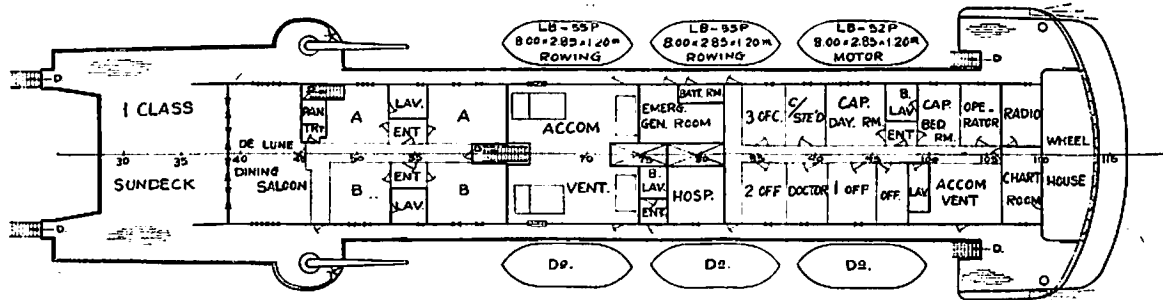 LB-55P
8.00×2.85×1.20m
ROWING
LB-55P
8.00×2.85×1.20m
ROWING
LB-52P
8.00×2.85×1.20m
MOTOR
D.
D.
I CLASS
SUNDECK
DE LUNE
DINING
SALOON
PAN
TRY
A
LAV.
ENT
A
B
ENT
LAV.
B
D.
ACCOM
VENT.
EMERG.
GEN. ROOM
BATT. RM.
B.
LAV.
ENT.
HOSP.
3 OFC.
C/
STE'D
CAP.
DAY. RM.
B.
LAV.
ENT
CAP.
BED
RM.
OPE-
RATOR
RADIO
2 OFF
DOCTOR
1 OFF
OFF.
LAV.
ACCOM
VENT
CHART
ROOM
WHEEL
HOUSE
30 35 40 45 50 55 70 75 80 85 90 95 100 105 110 115
D.
D.
Do.
Do.
Do.